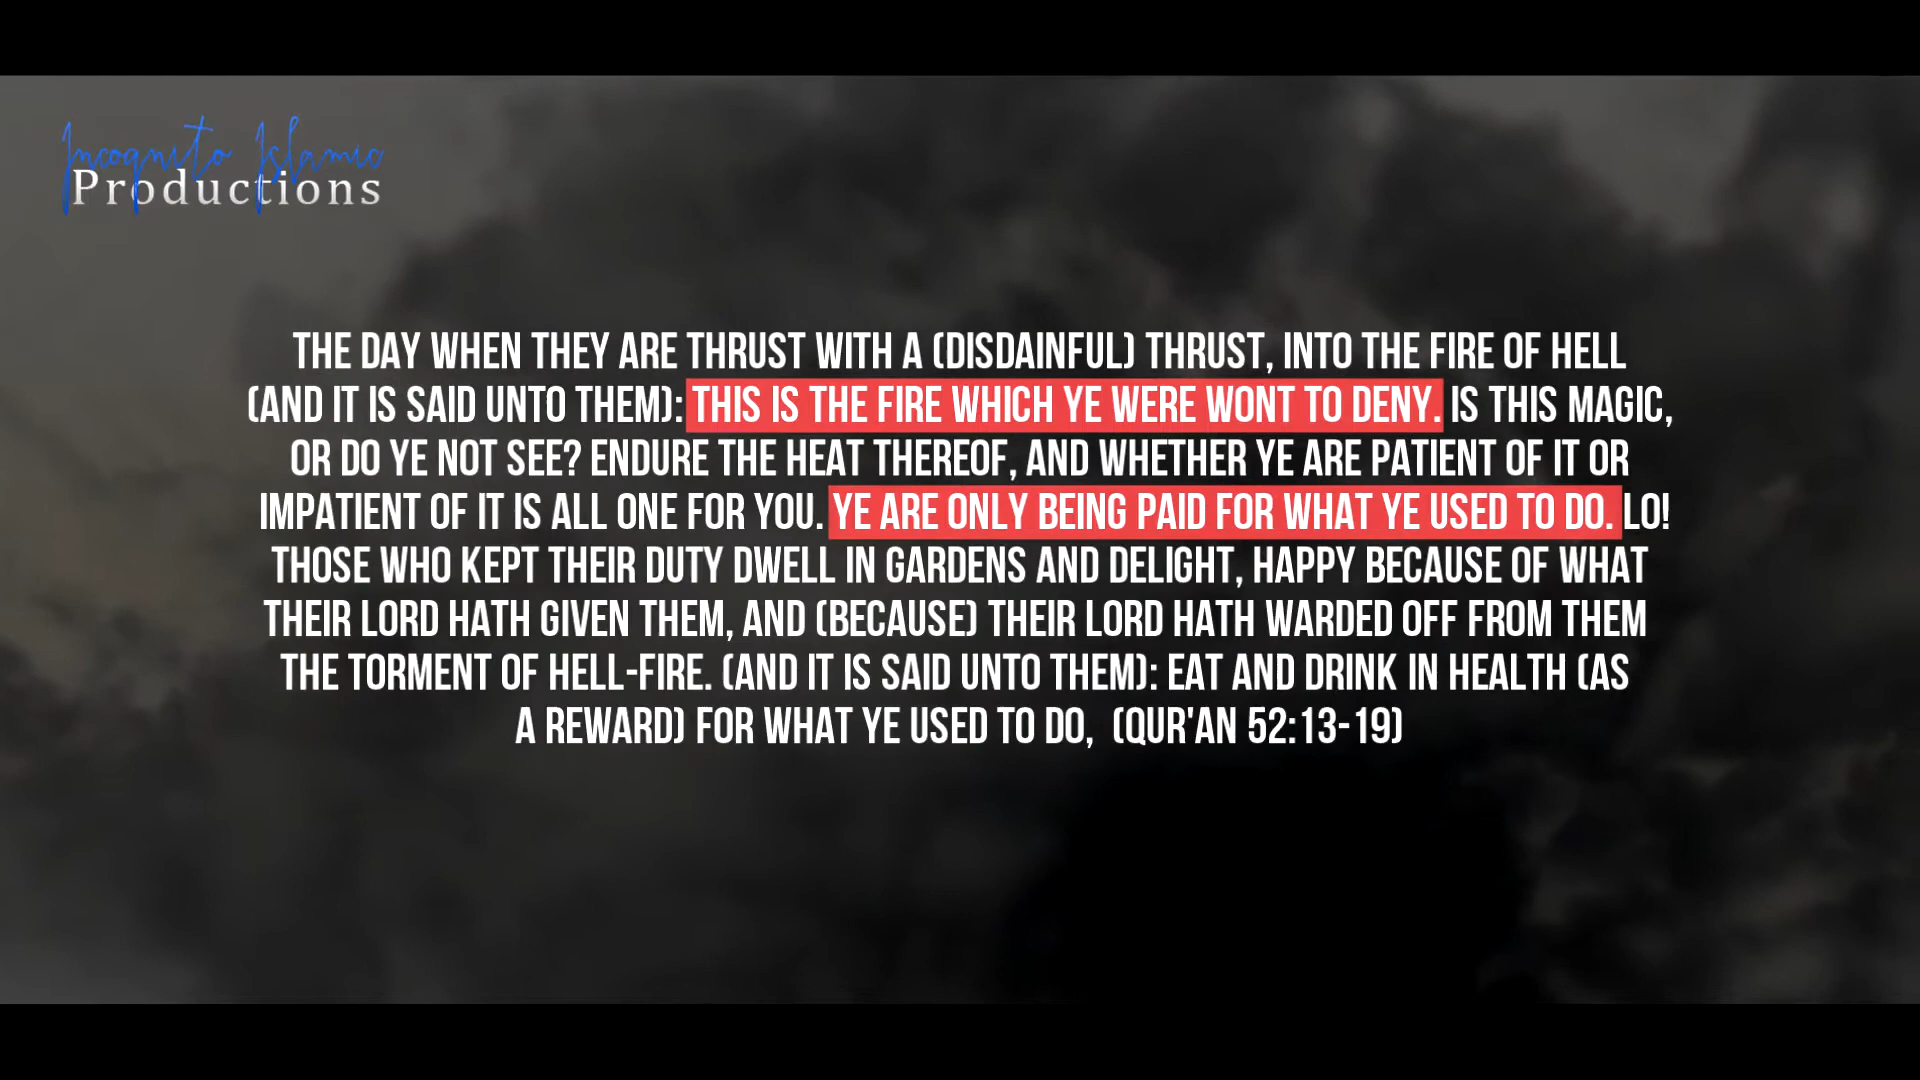 Incognito Islamic
Productions
THE DAY WHEN THEY ARE THRUST WITH A (DISDAINFUL) THRUST, INTO THE FIRE OF HELL
(AND IT IS SAID UNTO THEM): THIS IS THE FIRE WHICH YE WERE WONT TO DENY. IS THIS MAGIC,
OR DO YE NOT SEE? ENDURE THE HEAT THEREOF, AND WHETHER YE ARE PATIENT OF IT OR
IMPATIENT OF IT IS ALL ONE FOR YOU. YE ARE ONLY BEING PAID FOR WHAT YE USED TO DO. LO!
THOSE WHO KEPT THEIR DUTY DWELL IN GARDENS AND DELIGHT, HAPPY BECAUSE OF WHAT
THEIR LORD HATH GIVEN THEM, AND (BECAUSE) THEIR LORD HATH WARDED OFF FROM THEM
THE TORMENT OF HELL-FIRE. (AND IT IS SAID UNTO THEM): EAT AND DRINK IN HEALTH (AS
A REWARD) FOR WHAT YE USED TO DO, (QUR'AN 52:13-19)